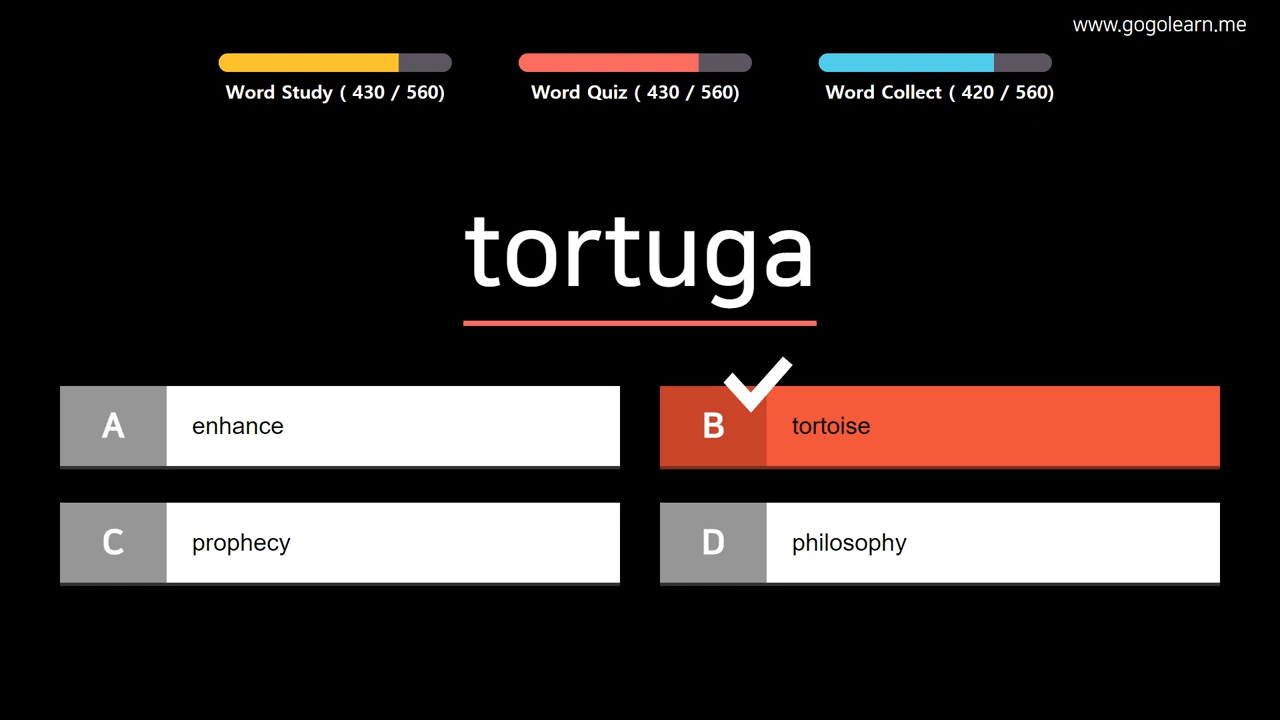 www.gogolearn.me
Word Study ( 430 / 560)
Word Quiz ( 430 / 560)
Word Collect ( 420 / 560)
tortuga
A enhance
B tortoise
C prophecy
D philosophy